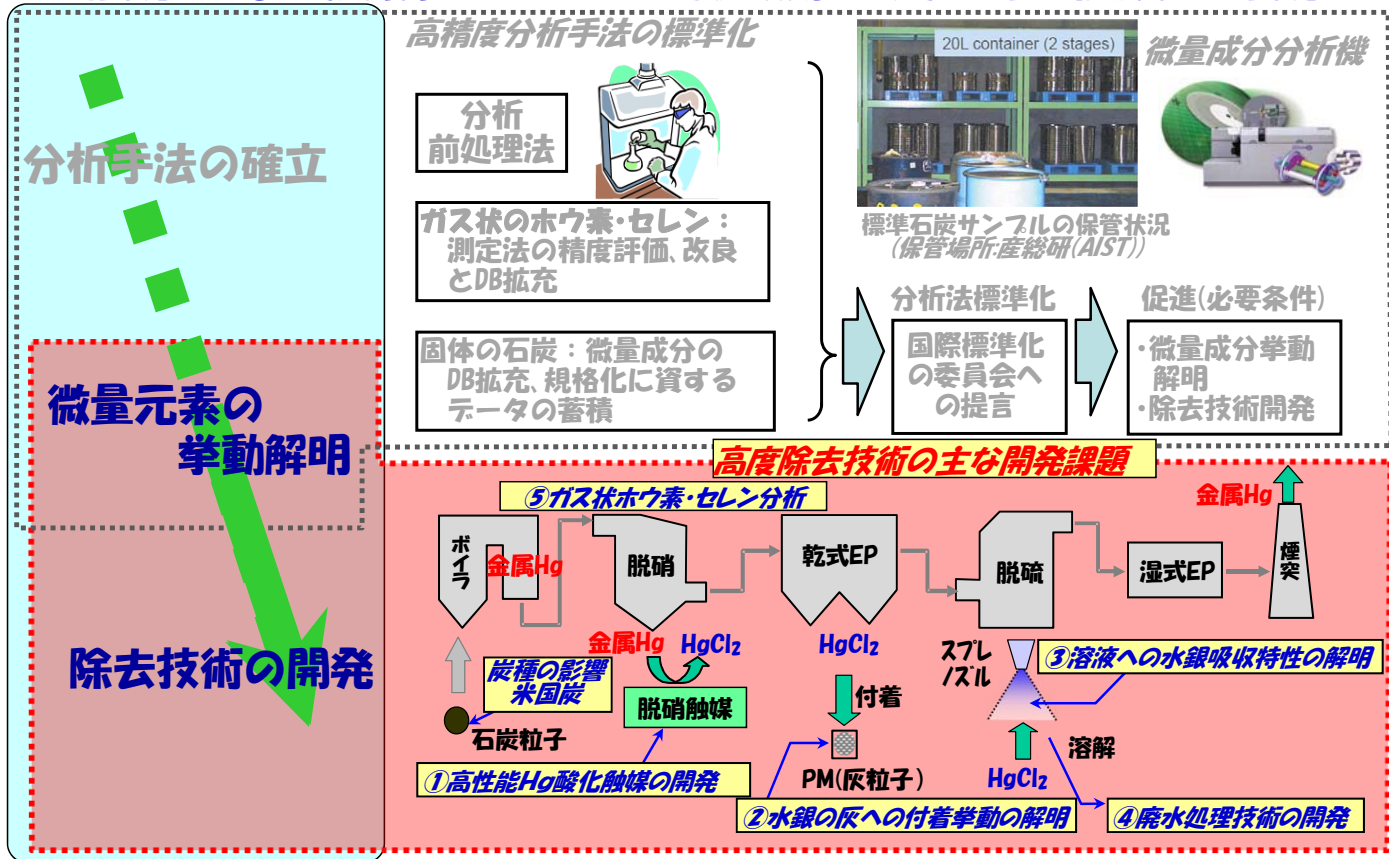 高精度分析手法の標準化
20L container (2 stages)
微量成分分析機
分析
前処理法
分析手法の確立
ガス状のホウ素・セレン：
測定法の精度評価、改良
とDB拡充
標準石炭サンプルの保管状況
(保管場所:産総研(AIST))
分析法標準化
促進(必要条件)
固体の石炭：微量成分の
DB拡充、規格化に資する
データの蓄積
国際標準化
の委員会へ
の提言
・微量成分挙動
解明
・除去技術開発
微量元素の
挙動解明
高度除去技術の主な開発課題
⑤ガス状ホウ素・セレン分析
金属Hg
ボイラ
金属Hg
脱硝
乾式EP
脱硫
湿式EP
煙突
除去技術の開発
金属Hg
HgCl2
HgCl2
スプレ
ノズル
③溶液への水銀吸収特性の解明
炭種の影響
米国炭
脱硝触媒
付着
石炭粒子
溶解
①高性能Hg酸化触媒の開発
PM(灰粒子)
HgCl2
②水銀の灰への付着挙動の解明
④廃水処理技術の開発